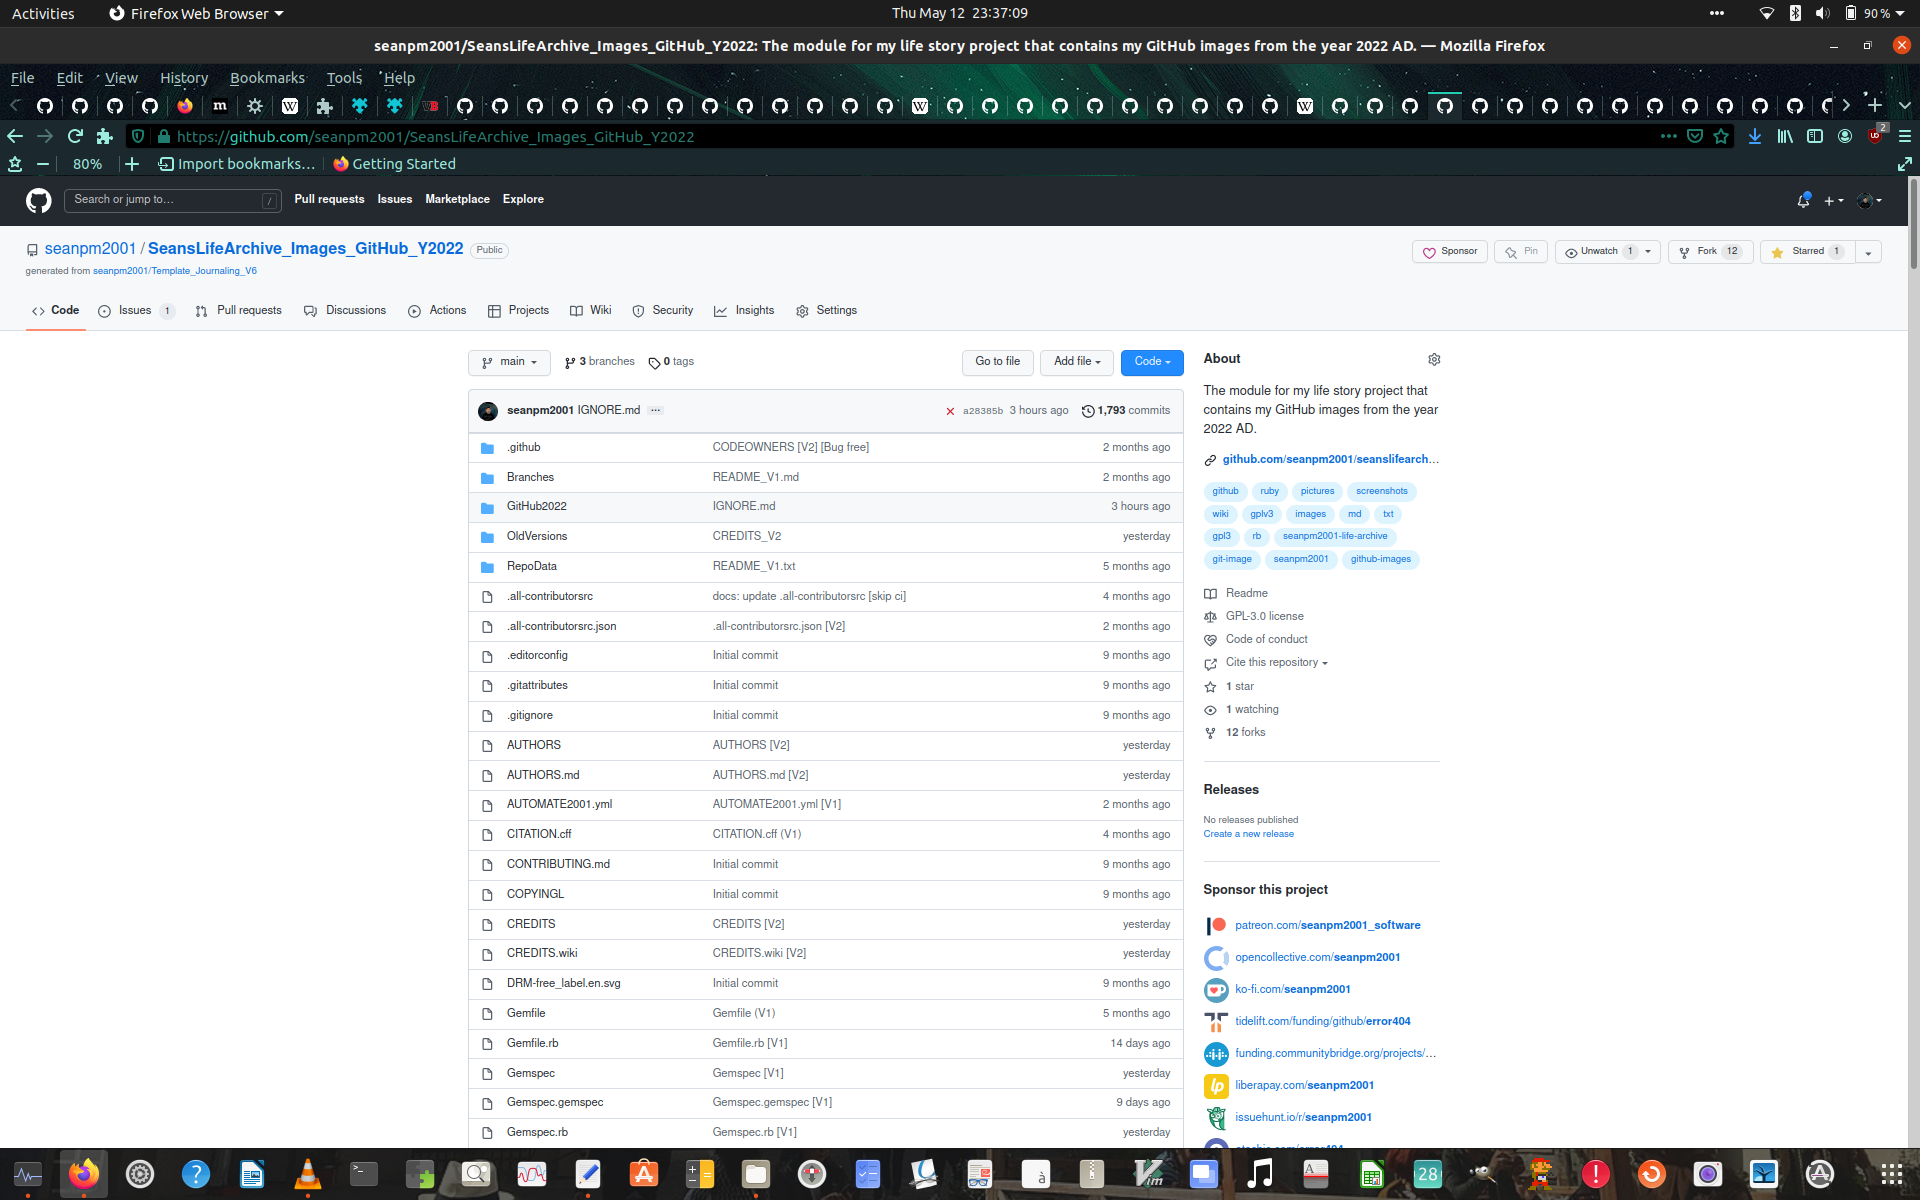 Activities Firefox Web Browser Thu May 12 23:37:09 90 %
seanpm2001/SeansLifeArchive_Images_GitHub_Y2022: The module for my life story project that contains my GitHub images from the year 2022 AD. — Mozilla Firefox
File Edit View History Bookmarks Tools Help
https://github.com/seanpm2001/SeansLifeArchive_Images_GitHub_Y2022 2
80% Import bookmarks… Getting Started
Search or jump to… / Pull requests Issues Marketplace Explore
seanpm2001 / SeansLifeArchive_Images_GitHub_Y2022 Public Sponsor Pin Unwatch 1 Fork 12 Starred 1
generated from seanpm2001/Template_Journaling_V6
Code Issues 1 Pull requests Discussions Actions Projects Wiki Security Insights Settings
main 3 branches 0 tags Go to file Add file Code
seanpm2001 IGNORE.md a28385b 3 hours ago 1,793 commits
.github CODEOWNERS [V2] [Bug free] 2 months ago
Branches README_V1.md 2 months ago
GitHub2022 IGNORE.md 3 hours ago
OldVersions CREDITS_V2 yesterday
RepoData README_V1.txt 5 months ago
.all-contributorsrc docs: update .all-contributorsrc [skip ci] 4 months ago
.all-contributorsrc.json .all-contributorsrc.json [V2] 2 months ago
.editorconfig Initial commit 9 months ago
.gitattributes Initial commit 9 months ago
.gitignore Initial commit 9 months ago
AUTHORS AUTHORS [V2] yesterday
AUTHORS.md AUTHORS.md [V2] yesterday
AUTOMATE2001.yml AUTOMATE2001.yml [V1] 2 months ago
CITATION.cff CITATION.cff (V1) 4 months ago
CONTRIBUTING.md Initial commit 9 months ago
COPYINGL Initial commit 9 months ago
CREDITS CREDITS [V2] yesterday
CREDITS.wiki CREDITS.wiki [V2] yesterday
DRM-free_label.en.svg Initial commit 9 months ago
Gemfile Gemfile (V1) 5 months ago
Gemfile.rb Gemfile.rb [V1] 14 days ago
Gemspec Gemspec [V1] yesterday
Gemspec.gemspec Gemspec.gemspec [V1] 9 days ago
Gemspec.rb Gemspec.rb [V1] yesterday
About
The module for my life story project that
contains my GitHub images from the year
2022 AD.
github.com/seanpm2001/seanslifearch…
github ruby pictures screenshots
wiki gplv3 images md txt
gpl3 rb seanpm2001-life-archive
git-image seanpm2001 github-images
Readme
GPL-3.0 license
Code of conduct
Cite this repository
1 star
1 watching
12 forks
Releases
No releases published
Create a new release
Sponsor this project
patreon.com/seanpm2001_software
opencollective.com/seanpm2001
ko-fi.com/seanpm2001
tidelift.com/funding/github/error404
funding.communitybridge.org/projects/…
liberapay.com/seanpm2001
issuehunt.io/r/seanpm2001
28